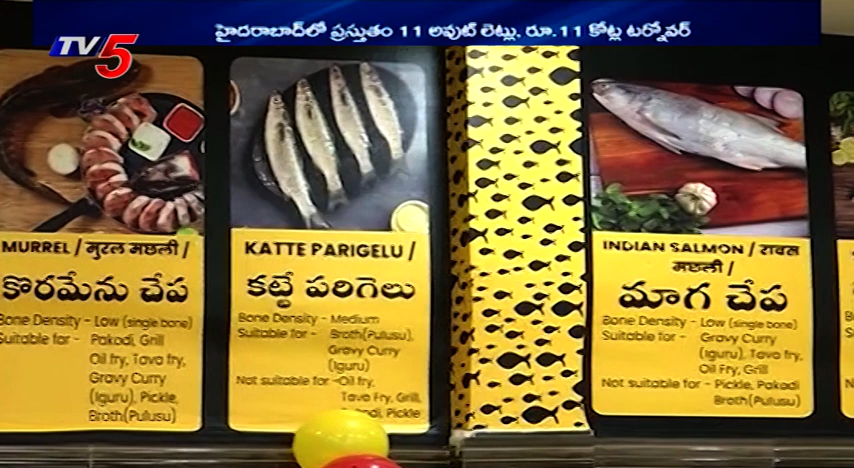 హైదరాబాద్‌లో ప్రస్తుతం 11 అవుట్ లెట్లు. రూ.11 కోట్ల టర్నోవర్
TV5
MURREL / मुरल मछली /
కొరమేను చేప
Bone Density - Low (single bone)
Suitable for - Pakodi, Grill
Oil fry, Tava fry,
Gravy Curry
(Iguru), Pickle,
Broth(Pulusu)
KATTE PARIGELU /
కట్టే పరిగెలు
Bone Density - Medium
Suitable for - Broth(Pulusu),
Gravy Curry
(Iguru)
Not suitable for - Oil fry,
Tava Fry, Grill,
Pickle
INDIAN SALMON / रावस
मछली /
మాగ చేప
Bone Density - Low (single bone)
Suitable for - Gravy Curry
(Iguru), Tava fry,
Oil Fry, Grill
Not suitable for - Pickle, Pakodi
Broth(Pulusu)